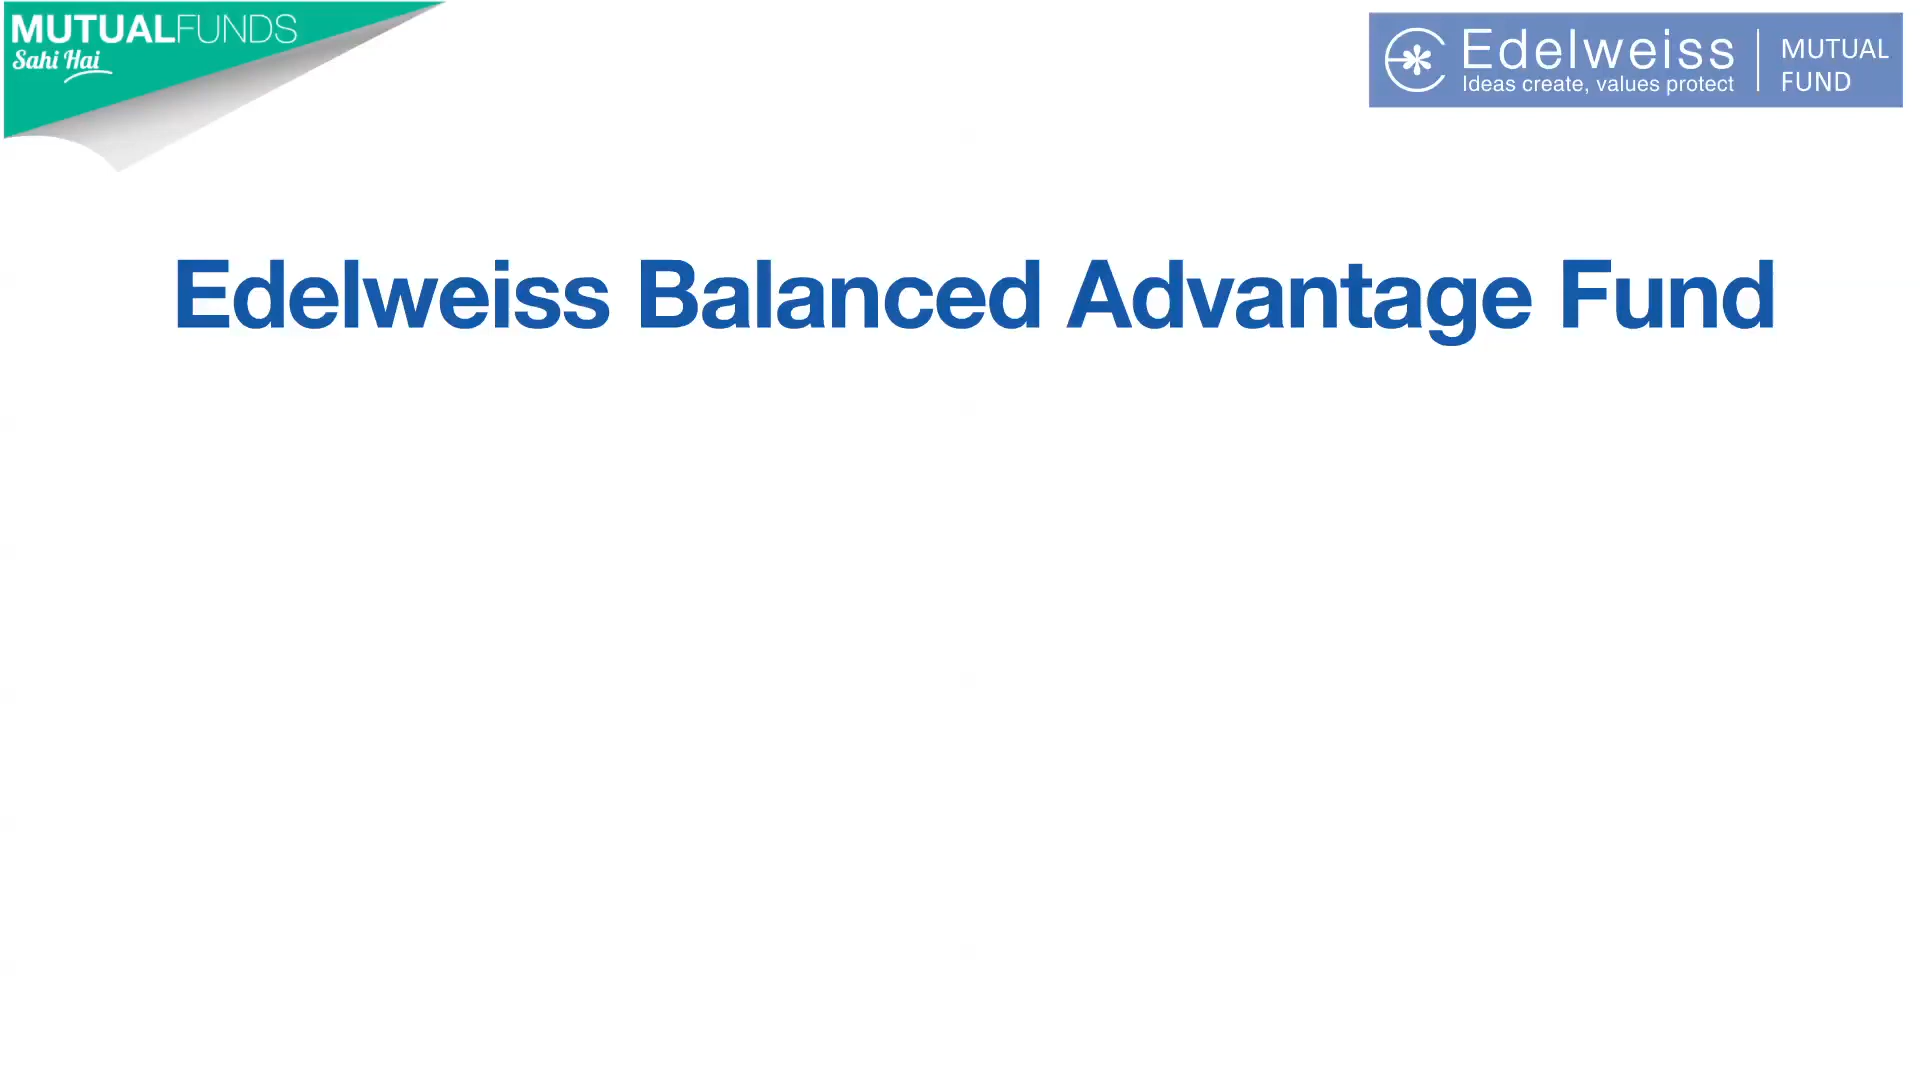 MUTUALFUNDS
Sahi Hai
Edelweiss
Ideas create, values protect
MUTUAL
FUND
Edelweiss Balanced Advantage Fund